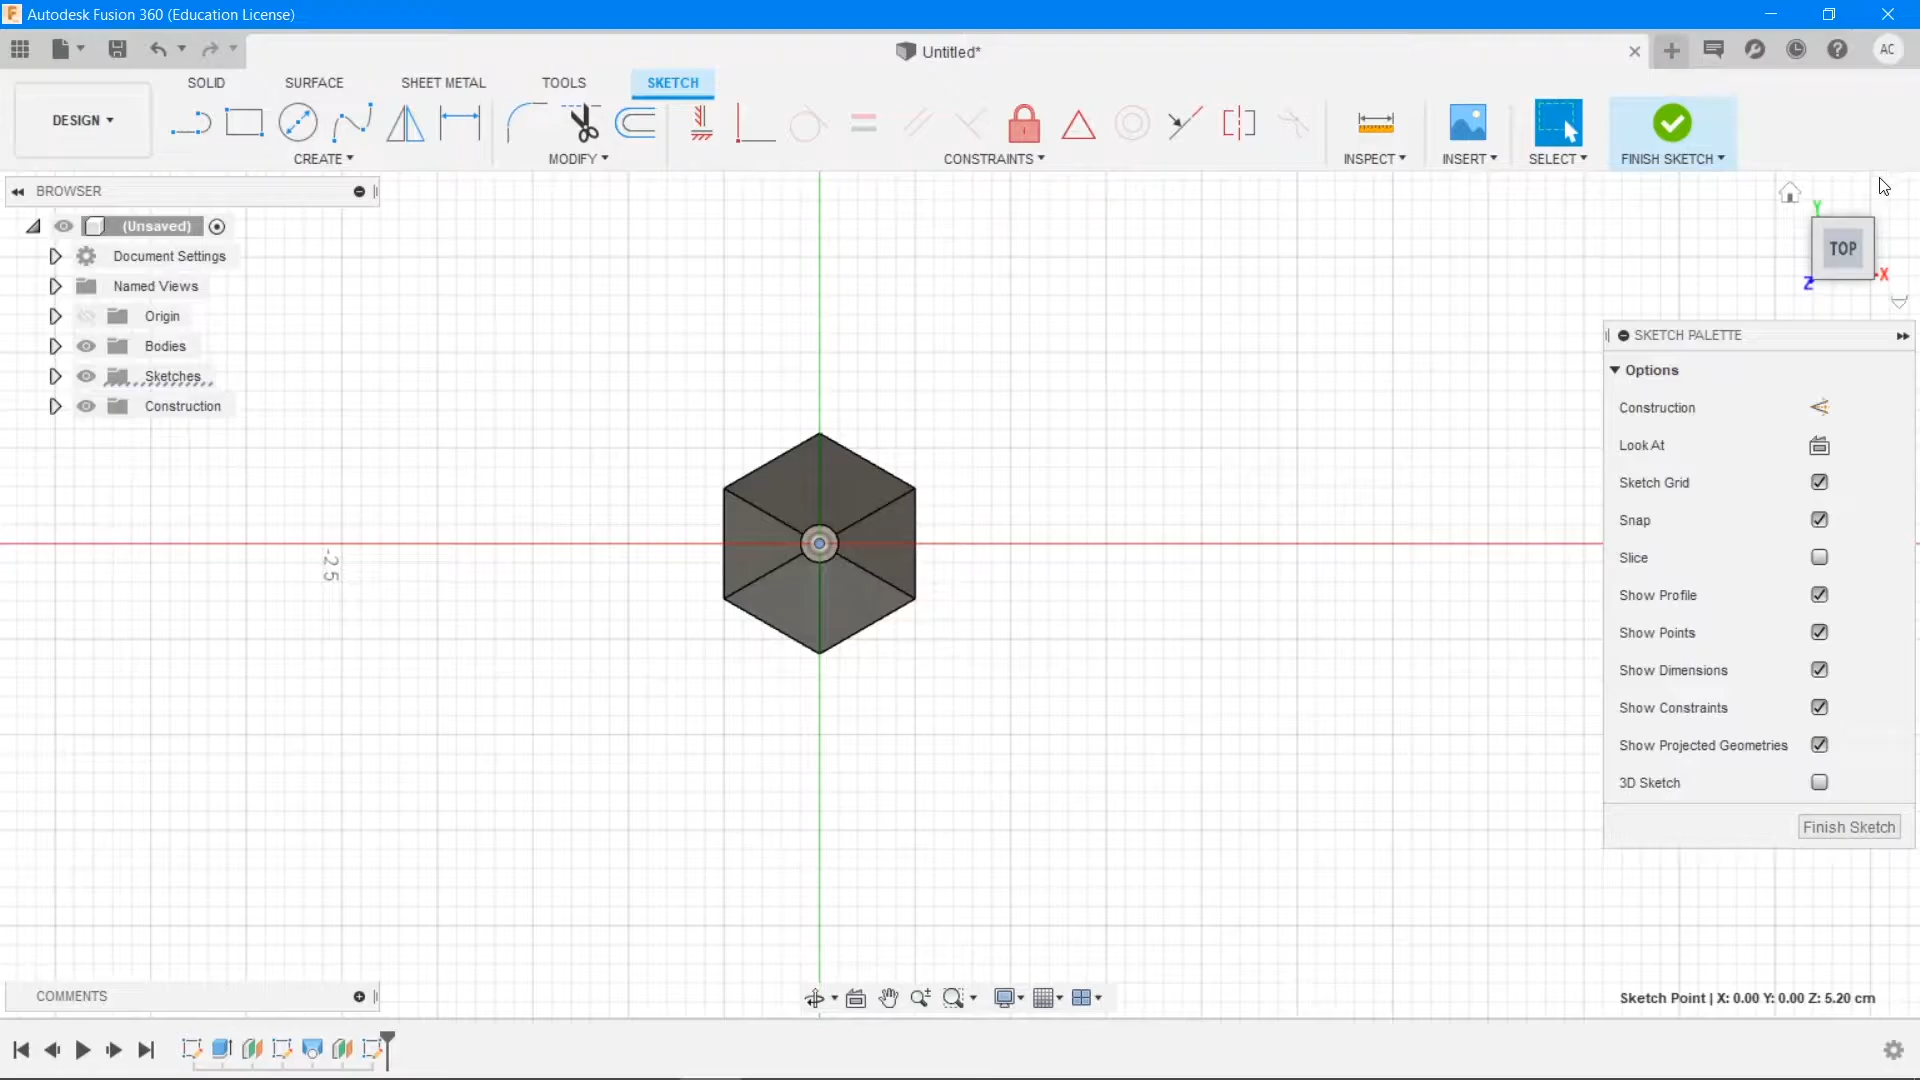 Autodesk Fusion 360 (Education License)
Untitled*
AC
SOLID
SURFACE
SHEET METAL
TOOLS
SKETCH
DESIGN
CREATE
MODIFY
CONSTRAINTS
INSPECT
INSERT
SELECT
FINISH SKETCH
BROWSER
(Unsaved)
Document Settings
Named Views
Origin
Bodies
Sketches
Construction
Y
TOP
X
Z
SKETCH PALETTE
Options
Construction
Look At
Sketch Grid
Snap
Slice
Show Profile
Show Points
Show Dimensions
Show Constraints
Show Projected Geometries
3D Sketch
Finish Sketch
-2.5
COMMENTS
Sketch Point | X: 0.00 Y: 0.00 Z: 5.20 cm